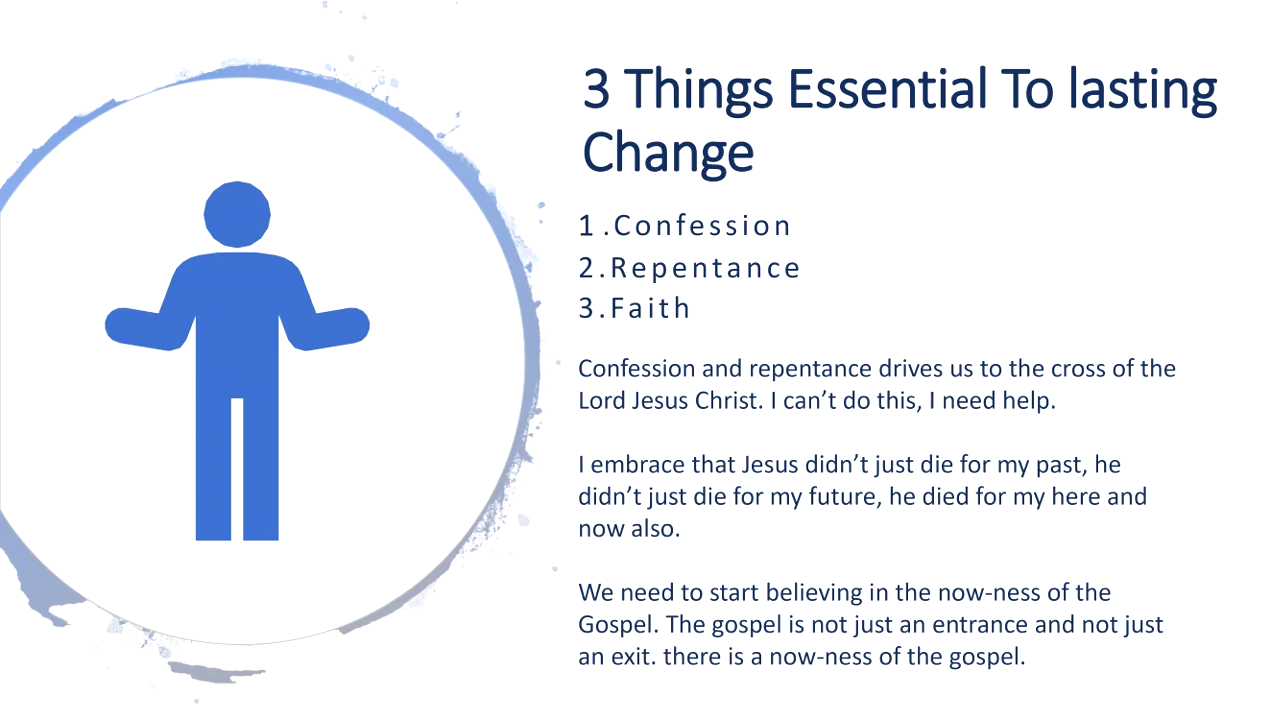 3 Things Essential To lasting
Change
1.Confession
2.Repentance
3.Faith
Confession and repentance drives us to the cross of the
Lord Jesus Christ. I can’t do this, I need help.
I embrace that Jesus didn’t just die for my past, he
didn’t just die for my future, he died for my here and
now also.
We need to start believing in the now-ness of the
Gospel. The gospel is not just an entrance and not just
an exit. there is a now-ness of the gospel.